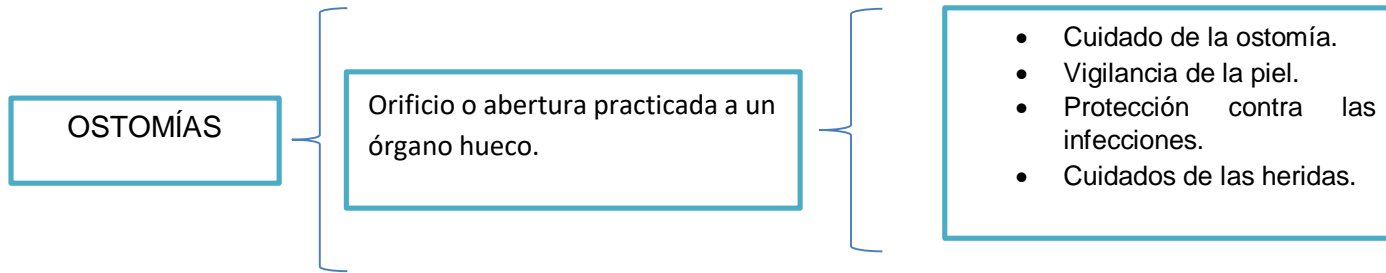 OSTOMÍAS
Orificio o abertura practicada a un
órgano hueco.
• Cuidado de la ostomía.
• Vigilancia de la piel.
• Protección contra las
infecciones.
• Cuidados de las heridas.